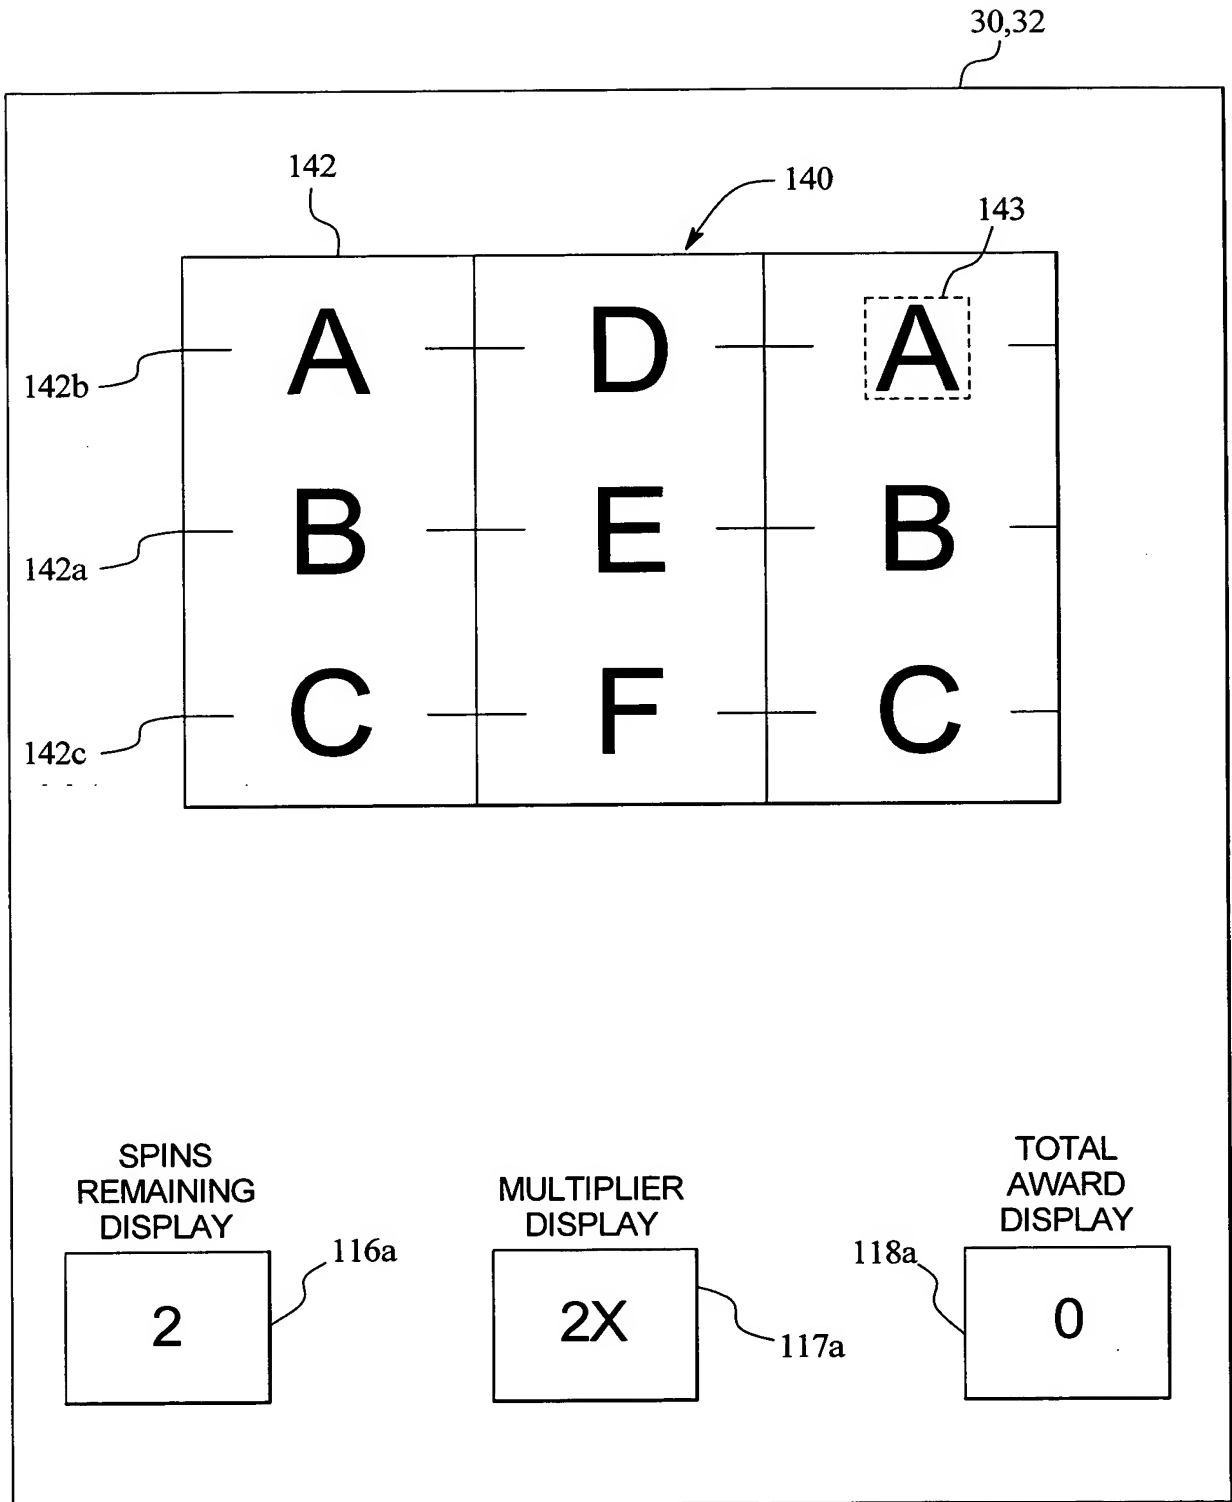 30,32
142
140
143
A D A
142b
B E B
142a
C F C
142c
SPINS
REMAINING
DISPLAY
MULTIPLIER
DISPLAY
TOTAL
AWARD
DISPLAY
116a
118a
2
2X
0
117a